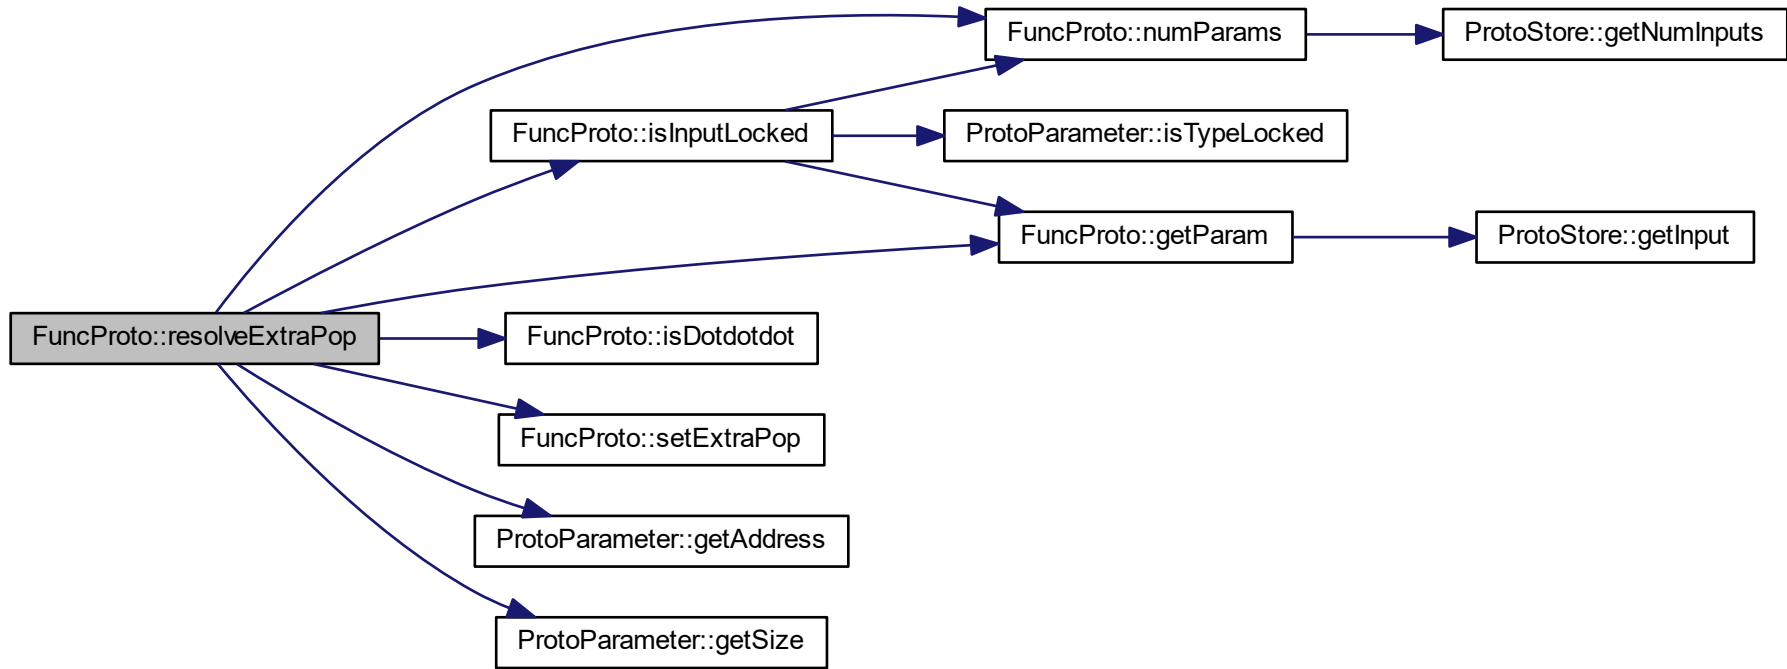 FuncProto::numParams
ProtoStore::getNumInputs
FuncProto::isInputLocked
ProtoParameter::isTypeLocked
FuncProto::getParam
ProtoStore::getInput
FuncProto::resolveExtraPop
FuncProto::isDotdotdot
FuncProto::setExtraPop
ProtoParameter::getAddress
ProtoParameter::getSize